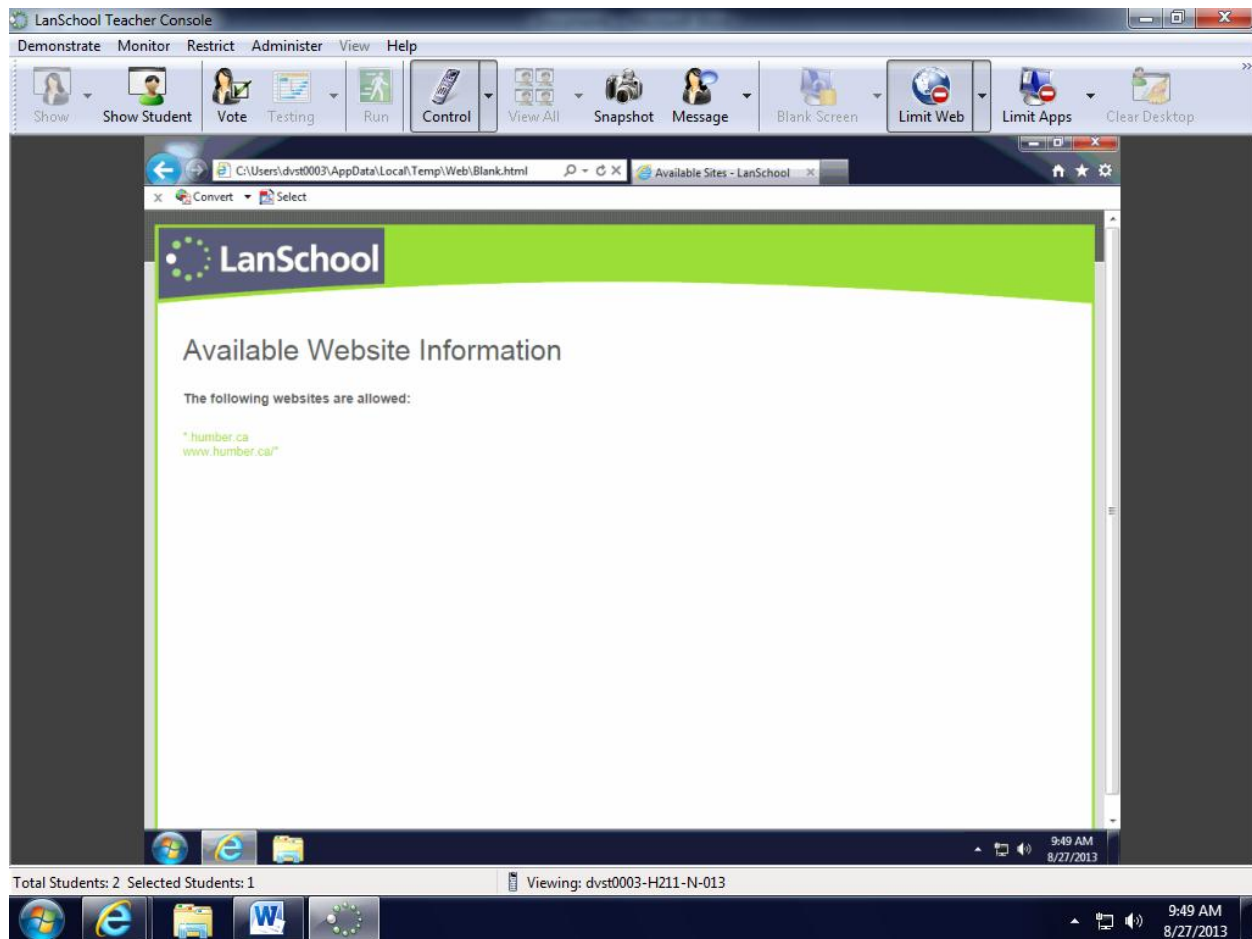 LanSchool Teacher Console
Demonstrate Monitor Restrict Administer View Help
Show Show Student Vote Testing Run Control View All Snapshot Message Blank Screen Limit Web Limit Apps Clear Desktop
C:\Users\dvst0003\AppData\Local\Temp\Web\Blank.html Available Sites - LanSchool
x Convert Select
LanSchool
Available Website Information
The following websites are allowed:
*.humber.ca
www.humber.ca/*
9:49 AM
8/27/2013
Total Students: 2 Selected Students: 1 Viewing: dvst0003-H211-N-013
9:49 AM
8/27/2013